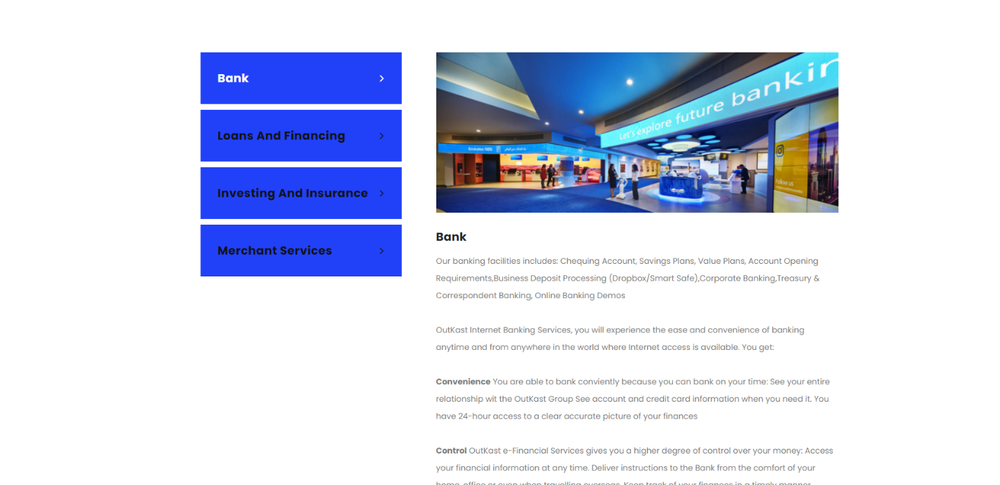 Bank
Loans And Financing
Investing And Insurance
Merchant Services
Let's explore future bankin
Emirates NBD
Follow us
Bank
Our banking facilities includes: Chequing Account, Savings Plans, Value Plans, Account Opening
Requirements,Business Deposit Processing (Dropbox/Smart Safe),Corporate Banking,Treasury &
Correspondent Banking, Online Banking Demos
OutKast Internet Banking Services, you will experience the ease and convenience of banking
anytime and from anywhere in the world where Internet access is available. You get:
Convenience You are able to bank conviently because you can bank on your time: See your entire
relationship wit the OutKast Group See account and credit card information when you need it. You
have 24-hour access to a clear accurate picture of your finances
Control OutKast e-Financial Services gives you a higher degree of control over your money: Access
your financial information at any time. Deliver instructions to the Bank from the comfort of your
home, office or even when travelling overseas. Keep track of your finances in a timely manner